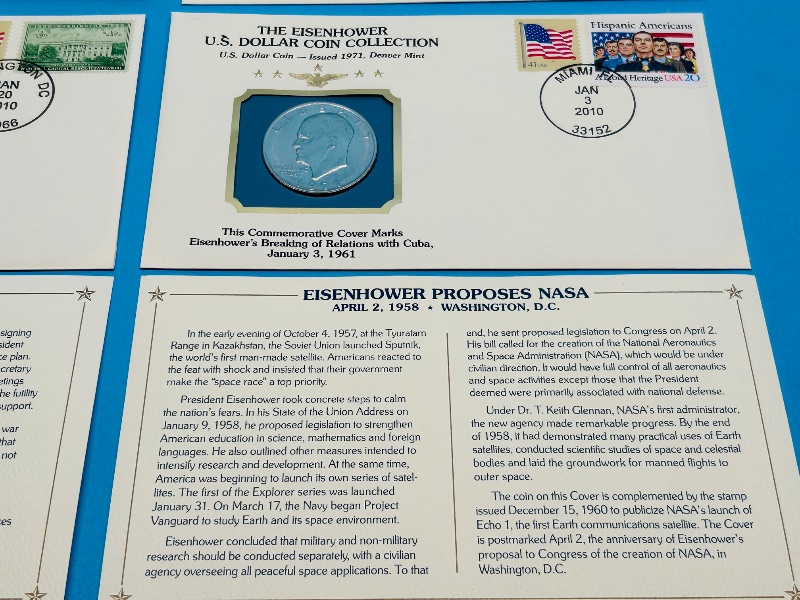 THE EISENHOWER
U.S. DOLLAR COIN COLLECTION
U.S. Dollar Coin — Issued 1971, Denver Mint
This Commemorative Cover Marks
Eisenhower's Breaking of Relations with Cuba,
January 3, 1961
41 USA
Hispanic Americans
A Proud Heritage USA 20
MIAMI
JAN
3
2010
33152
DC
JAN
20
2010
EISENHOWER PROPOSES NASA
APRIL 2, 1958 ★ WASHINGTON, D.C.
In the early evening of October 4, 1957, at the Tyuratam
Range in Kazakhstan, the Soviet Union launched Sputnik,
the world's first man-made satellite. Americans reacted to
the feat with shock and insisted that their government
make the "space race" a top priority.
President Eisenhower took concrete steps to calm
the nation's fears. In his State of the Union Address on
January 9, 1958, he proposed legislation to strengthen
American education in science, mathematics and foreign
languages. He also outlined other measures intended to
intensify research and development. At the same time,
America was beginning to launch its own series of satel-
lites. The first of the Explorer series was launched
January 31. On March 17, the Navy began Project
Vanguard to study Earth and its space environment.
Eisenhower concluded that military and non-military
research should be conducted separately, with a civilian
agency overseeing all peaceful space applications. To that
end, he sent proposed legislation to Congress on April 2.
His bill called for the creation of the National Aeronautics
and Space Administration (NASA), which would be under
civilian direction. It would have full control of all aeronautics
and space activities except those that the President
deemed were primarily associated with national defense.
Under Dr. T. Keith Glennan, NASA's first administrator,
the new agency made remarkable progress. By the end
of 1958, it had demonstrated many practical uses of Earth
satellites, conducted scientific studies of space and celestial
bodies and laid the groundwork for manned flights to
outer space.
The coin on this Cover is complemented by the stamp
issued December 15, 1960 to publicize NASA's launch of
Echo 1, the first Earth communications satellite. The Cover
is postmarked April 2, the anniversary of Eisenhower's
proposal to Congress of the creation of NASA, in
Washington, D.C.
signing
plan.
the futility
support.
war
that
not